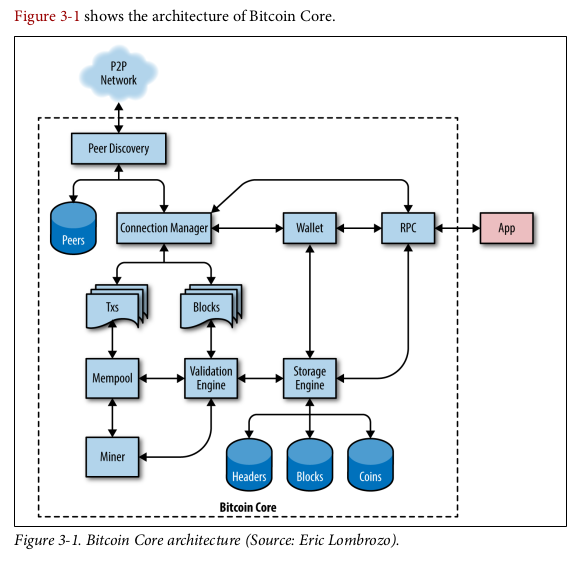 Figure 3-1 shows the architecture of Bitcoin Core.
P2P
Network
Peer Discovery
Peers
Connection Manager
Wallet
RPC
App
Txs
Blocks
Mempool
Validation
Engine
Storage
Engine
Miner
Headers
Blocks
Coins
Bitcoin Core
Figure 3-1. Bitcoin Core architecture (Source: Eric Lombrozo).